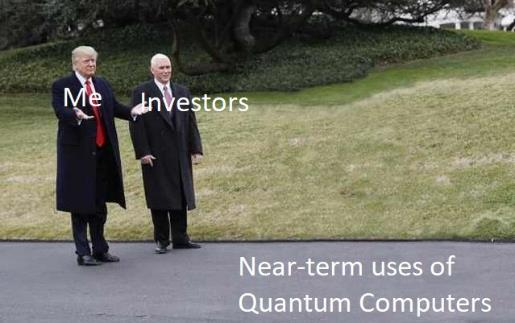 Me
Investors
Near-term uses of
Quantum Computers